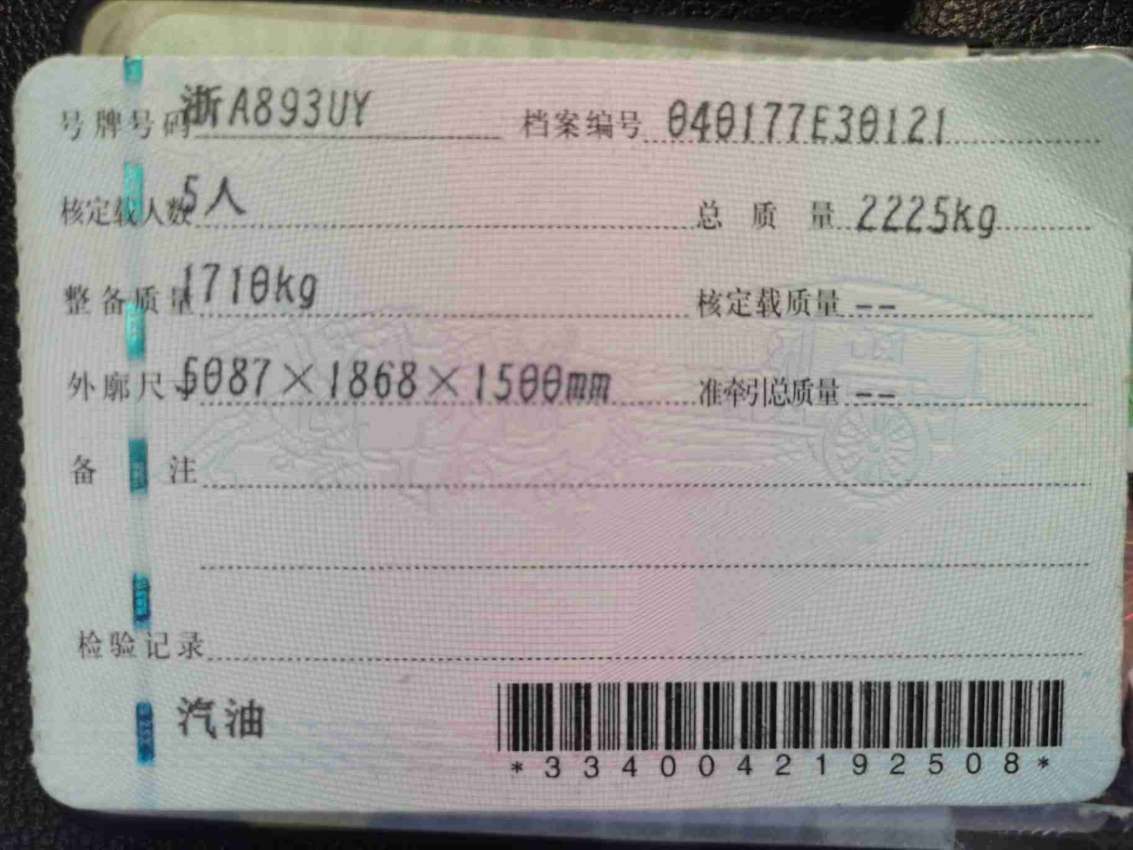 号牌号码 浙A893UY 档案编号 040177E30121
核定载人数 5人 总质量 2225kg
整备质量 1710kg 核定载质量 --
外廓尺寸 5087×1868×1500mm 准牵引总质量 --
备注
检验记录
汽油
*3340042192508*